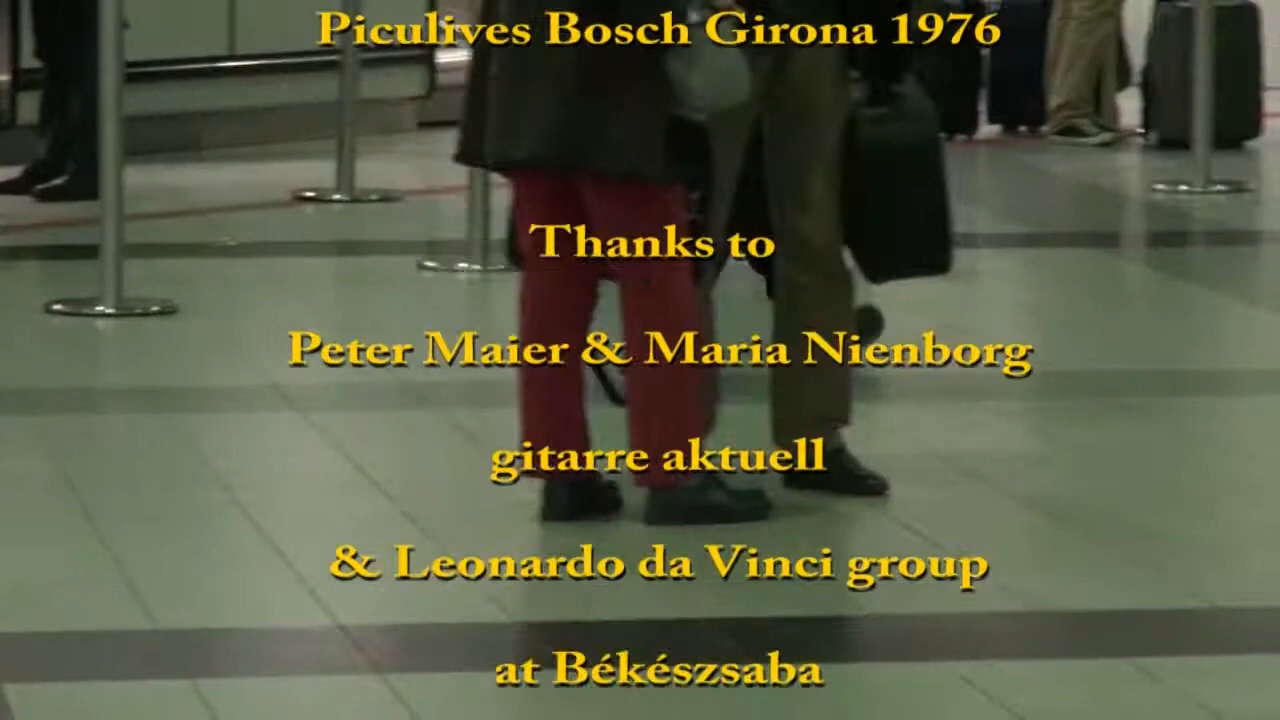 Piculives Bosch Girona 1976
Thanks to
Peter Maier & Maria Nienborg
gitarre aktuell
& Leonardo da Vinci group
at Békészsaba